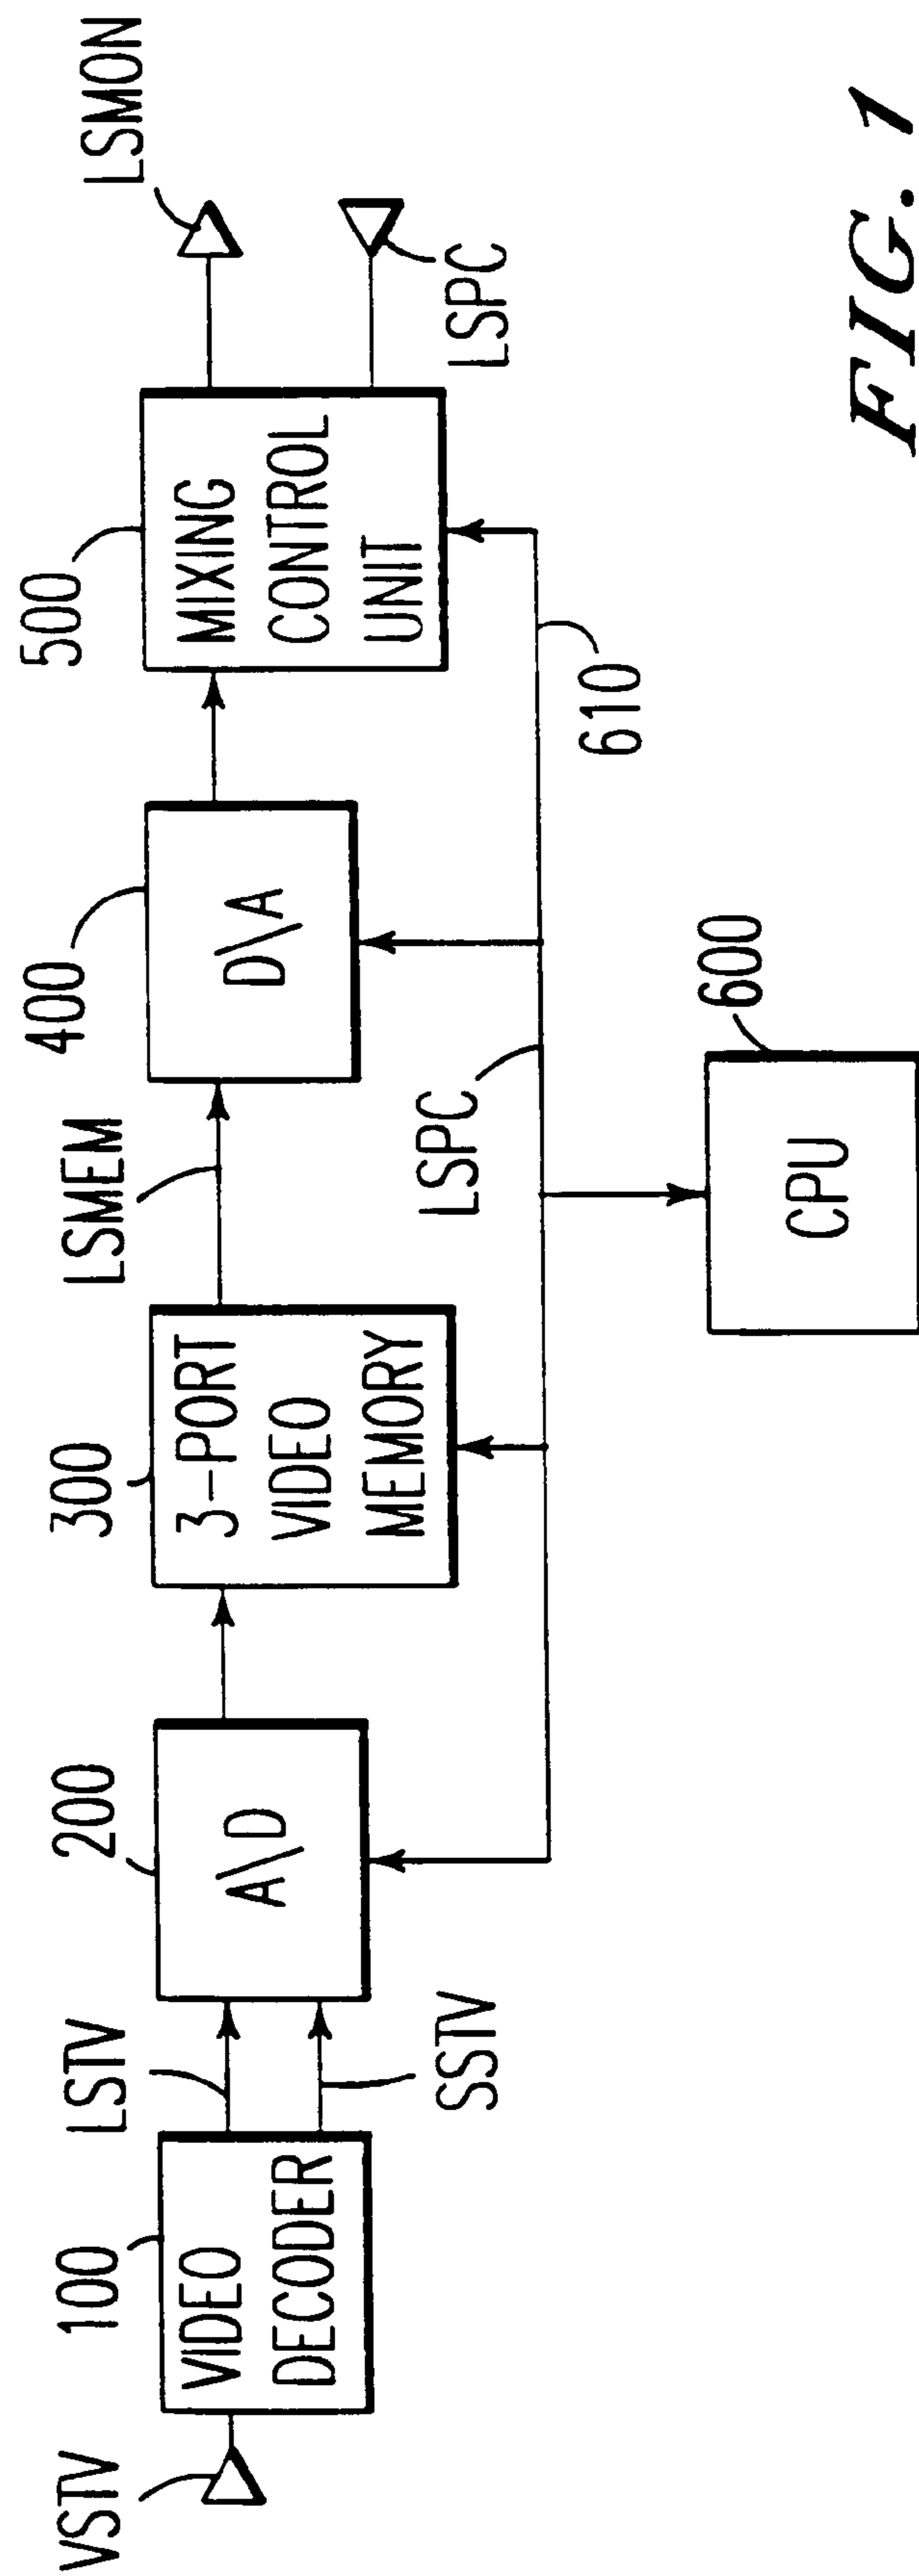 VSTV
100
VIDEO
DECODER
LSTV
SSTV
200
A\D
300
3-PORT
VIDEO
MEMORY
LSMEM
400
D\A
500
MIXING
CONTROL
UNIT
LSMON
LSPC
LSPC
610
CPU
600
FIG. 1